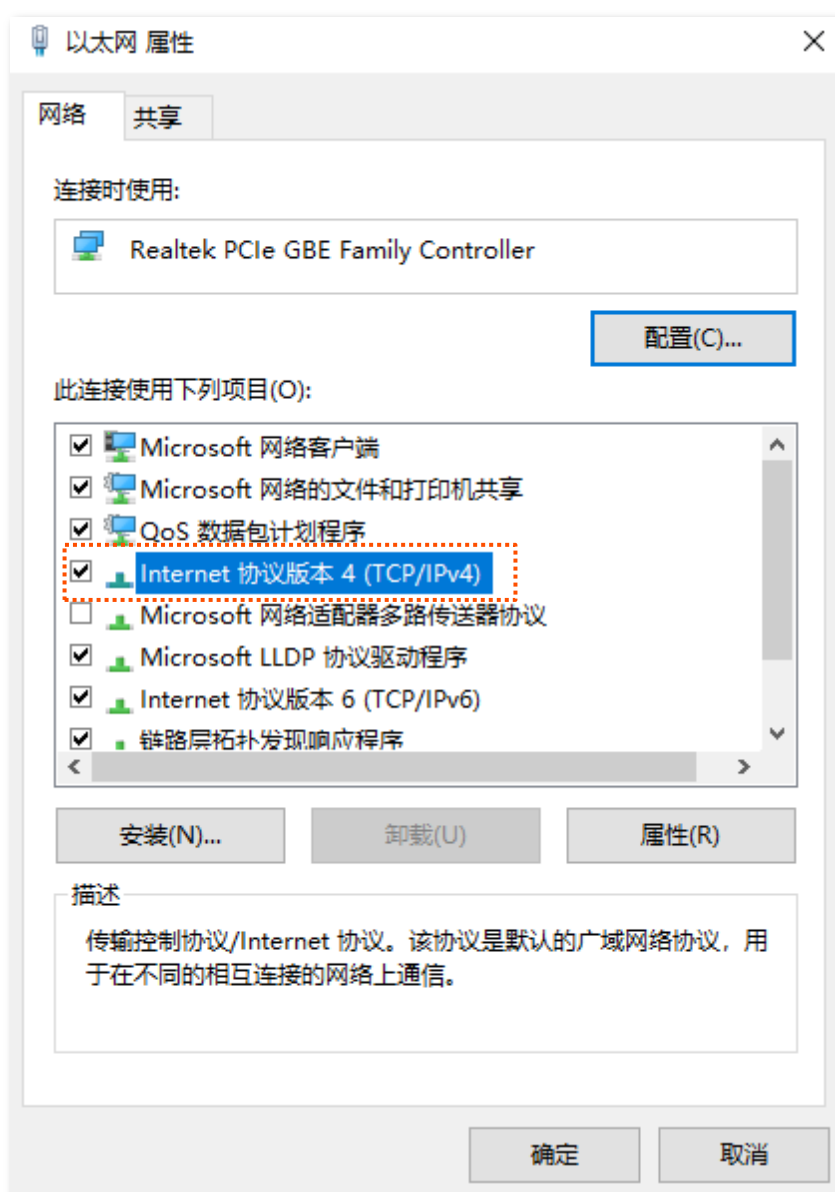 以太网 属性
网络
共享
连接时使用:
Realtek PCIe GBE Family Controller
配置(C)...
此连接使用下列项目(O):
Microsoft 网络客户端
Microsoft 网络的文件和打印机共享
QoS 数据包计划程序
Internet 协议版本 4 (TCP/IPv4)
Microsoft 网络适配器多路传送器协议
Microsoft LLDP 协议驱动程序
Internet 协议版本 6 (TCP/IPv6)
链路层拓扑发现响应程序
安装(N)...
卸载(U)
属性(R)
描述
传输控制协议/Internet 协议。该协议是默认的广域网络协议，用
于在不同的相互连接的网络上通信。
确定
取消